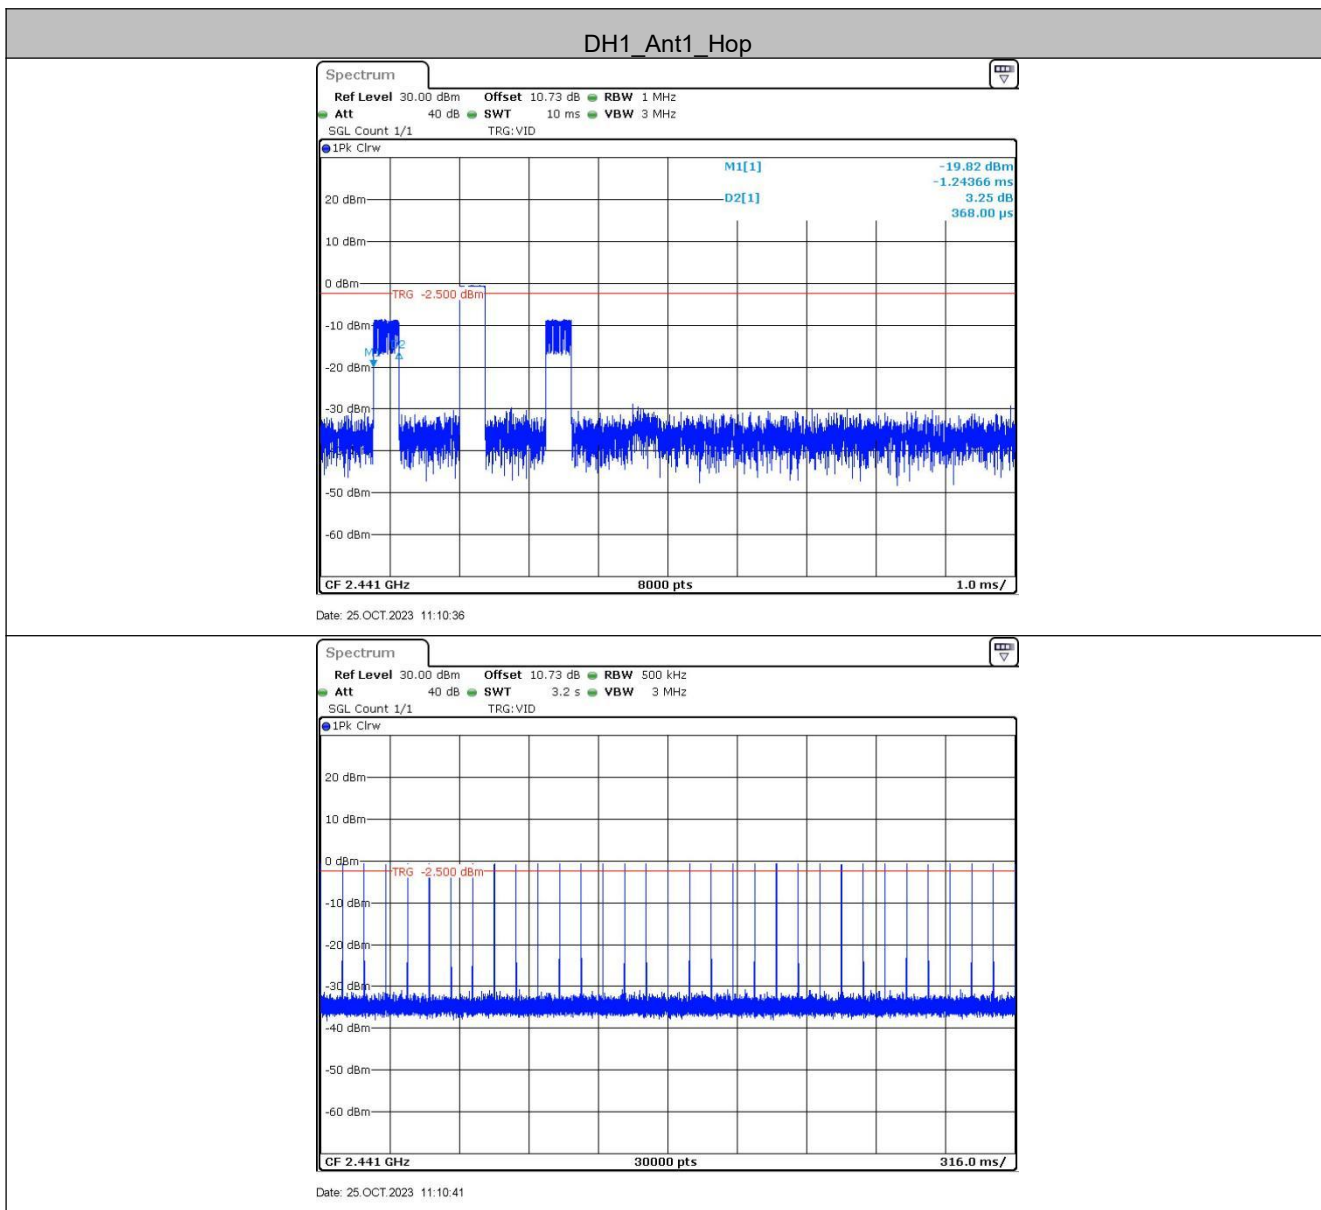 DH1_Ant1_Hop
Spectrum
Ref Level 30.00 dBm Offset 10.73 dB RBW 1 MHz
Att 40 dB SWT 10 ms VBW 3 MHz
SGL Count 1/1 TRG:VID
1Pk Clrw
M1[1] -19.82 dBm
-1.24366 ms
D2[1] 3.25 dB
368.00 µs
20 dBm
10 dBm
0 dBm
TRG -2.500 dBm
-10 dBm
-20 dBm
-30 dBm
-40 dBm
-50 dBm
-60 dBm
CF 2.441 GHz 8000 pts 1.0 ms/
Date: 25.OCT.2023 11:10:36
Spectrum
Ref Level 30.00 dBm Offset 10.73 dB RBW 500 kHz
Att 40 dB SWT 3.2 s VBW 3 MHz
SGL Count 1/1 TRG:VID
1Pk Clrw
20 dBm
10 dBm
0 dBm
TRG -2.500 dBm
-10 dBm
-20 dBm
-30 dBm
-40 dBm
-50 dBm
-60 dBm
CF 2.441 GHz 30000 pts 316.0 ms/
Date: 25.OCT.2023 11:10:41